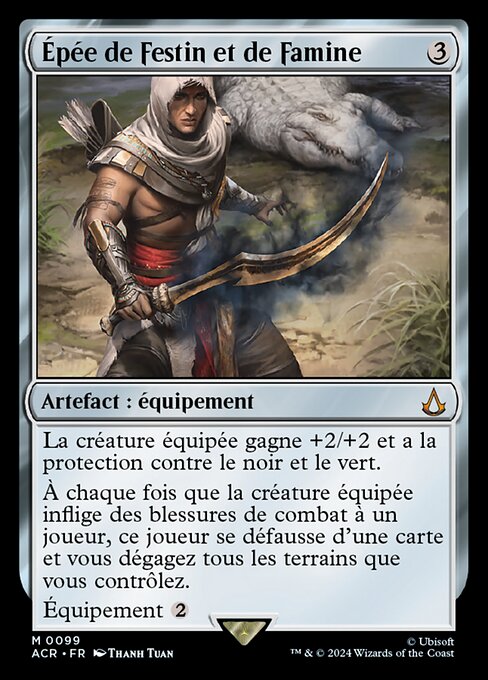 Épée de Festin et de Famine 3
Artefact : équipement
La créature équipée gagne +2/+2 et a la
protection contre le noir et le vert.
À chaque fois que la créature équipée
inflige des blessures de combat à un
joueur, ce joueur se défausse d'une carte
et vous dégagez tous les terrains que
vous contrôlez.
Équipement 2
M 0099
ACR • FR Thanh Tuan
© Ubisoft
™ & © 2024 Wizards of the Coast